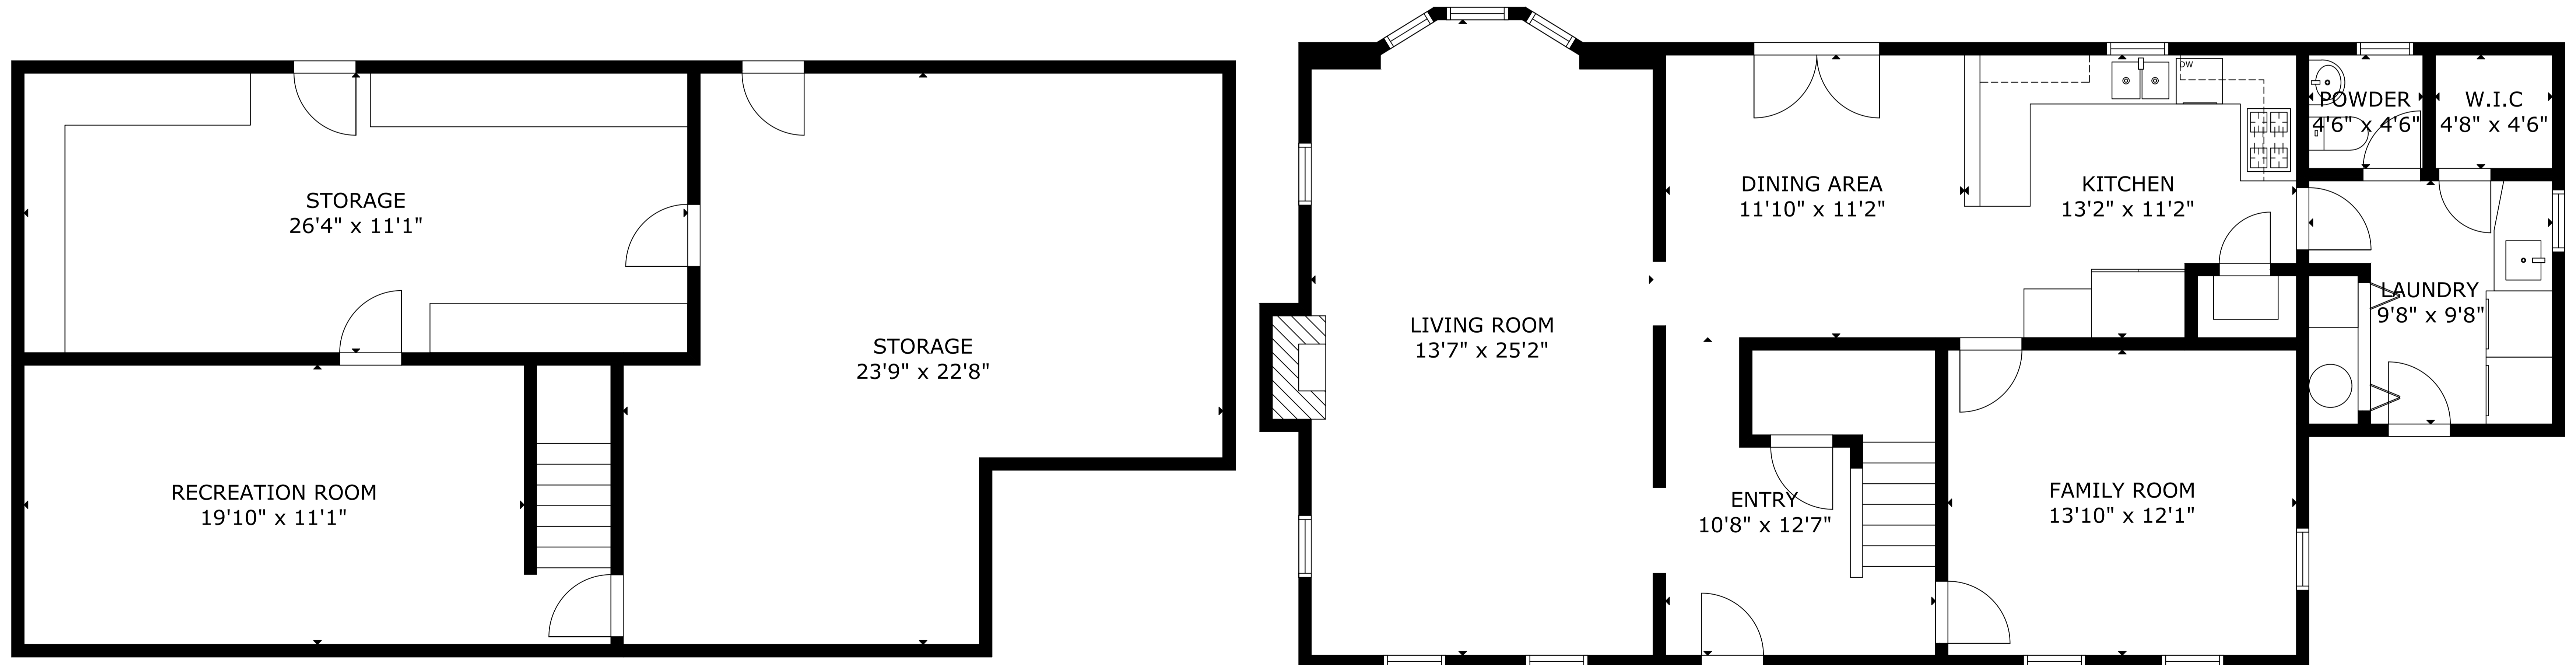 STORAGE
26'4" x 11'1"
STORAGE
23'9" x 22'8"
RECREATION ROOM
19'10" x 11'1"
LIVING ROOM
13'7" x 25'2"
DINING AREA
11'10" x 11'2"
DW
KITCHEN
13'2" x 11'2"
POWDER
4'6" x 4'6"
W.I.C
4'8" x 4'6"
LAUNDRY
9'8" x 9'8"
ENTRY
10'8" x 12'7"
FAMILY ROOM
13'10" x 12'1"